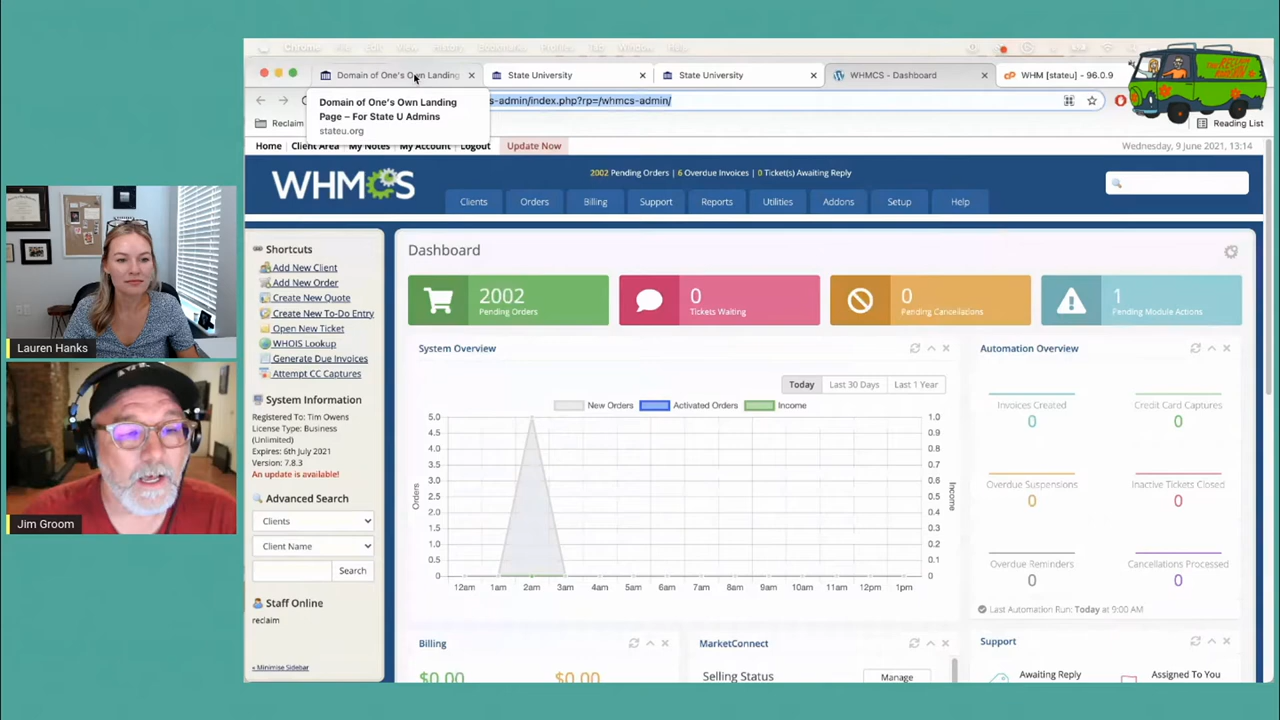 Chrome File Edit View History Bookmarks Profiles Tab Window Help
Domain of One's Own Landing
State University
State University
WHMCS - Dashboard
WHM [stateu] - 96.0.9
Domain of One's Own Landing
Page – For State U Admins
stateu.org
s-admin/index.php?rp=/whmcs-admin/
Reclaim
Reading List
Home Client Area My Notes My Account Logout Update Now
Wednesday, 9 June 2021, 13:14
WHMCS
2002 Pending Orders | 6 Overdue Invoices | 0 Ticket(s) Awaiting Reply
Clients Orders Billing Support Reports Utilities Addons Setup Help
Shortcuts
Add New Client
Add New Order
Create New Quote
Create New To-Do Entry
Open New Ticket
WHOIS Lookup
Generate Due Invoices
Attempt CC Captures
System Information
Registered To: Tim Owens
License Type: Business
(Unlimited)
Expires: 6th July 2021
Version: 7.8.3
An update is available!
Advanced Search
Clients
Client Name
Search
Staff Online
reclaim
« Minimise Sidebar
Dashboard
2002
Pending Orders
0
Tickets Waiting
0
Pending Cancellations
1
Pending Module Actions
System Overview
Today Last 30 Days Last 1 Year
New Orders Activated Orders Income
5.0
4.5
4.0
3.5
3.0
2.5
2.0
1.5
1.0
0.5
0
Orders
1.0
0.9
0.8
0.7
0.6
0.5
0.4
0.3
0.2
0.1
0
Income
12am 1am 2am 3am 4am 5am 6am 7am 8am 9am 10am 11am 12pm 1pm
Automation Overview
Invoices Created
0
Credit Card Captures
0
Overdue Suspensions
0
Inactive Tickets Closed
0
Overdue Reminders
0
Cancellations Processed
0
Last Automation Run: Today at 9:00 AM
Billing
$0.00 $0.00
MarketConnect
Selling Status
Manage
Support
Awaiting Reply
Assigned To You
Lauren Hanks
Jim Groom